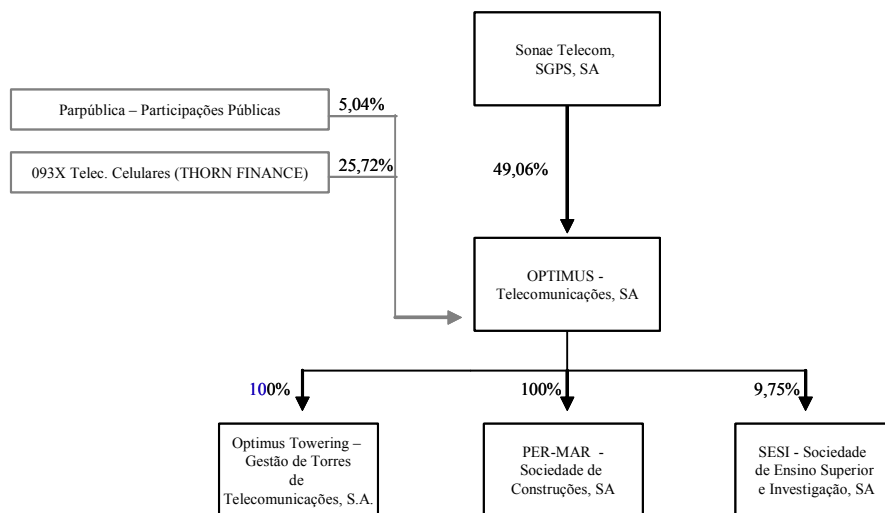 Sonae Telecom,
SGPS, SA
5,04%
Parpública – Participações Públicas
25,72%
093X Telec. Celulares (THORN FINANCE)
49,06%
OPTIMUS -
Telecomunicações, SA
100%
100%
9,75%
Optimus Towering –
Gestão de Torres
de
Telecomunicações, S.A.
PER-MAR -
Sociedade de
Construções, SA
SESI - Sociedade
de Ensino Superior
e Investigação, SA